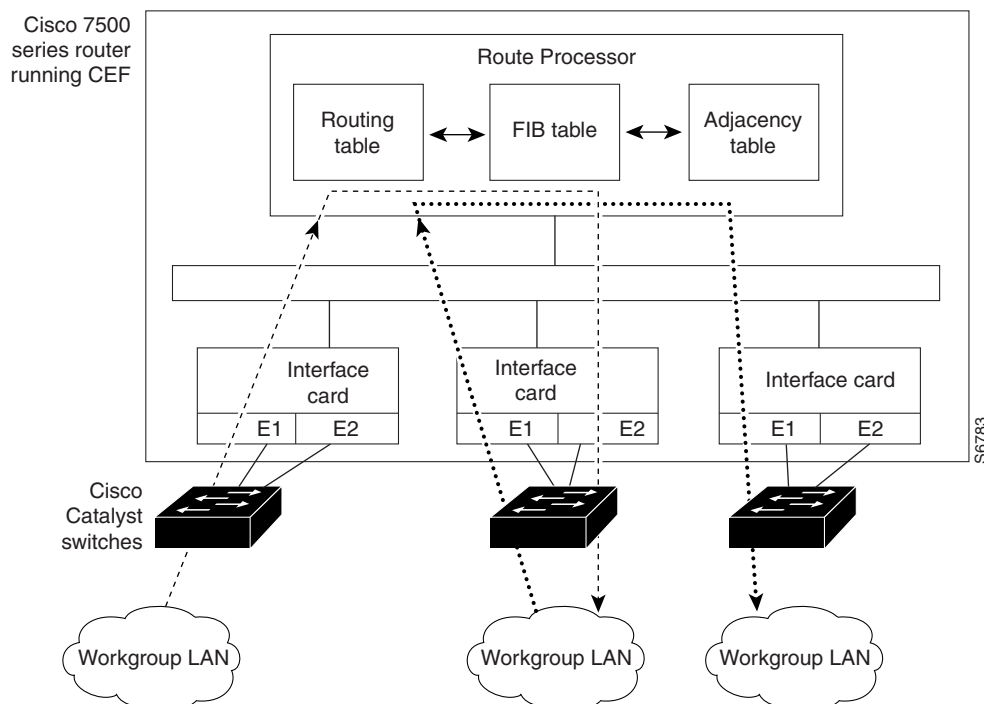 Cisco 7500
series router
running CEF
Route Processor
Routing
table
FIB table
Adjacency
table
Interface
card
E1
E2
Interface
card
E1
E2
Interface card
E1
E2
S6783
Cisco
Catalyst
switches
Workgroup LAN
Workgroup LAN
Workgroup LAN